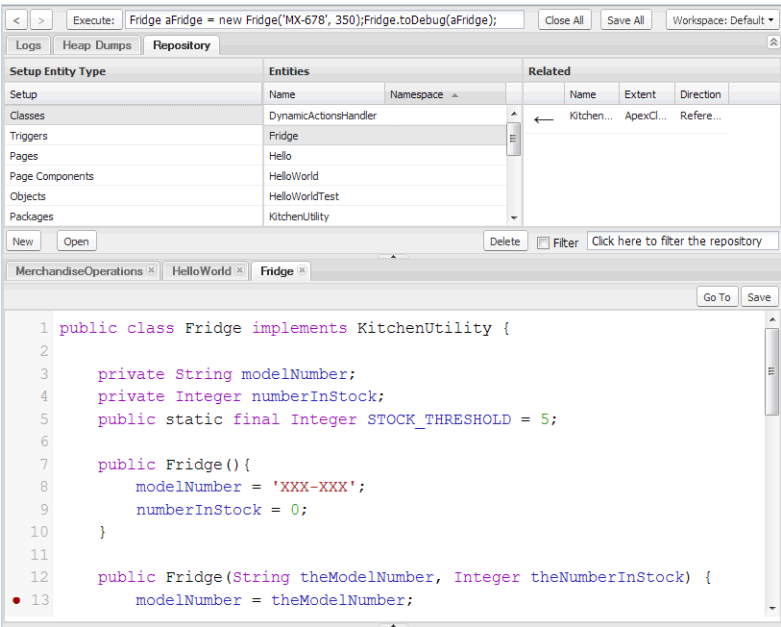 < > Execute: Fridge aFridge = new Fridge('MX-678', 350);Fridge.toDebug(aFridge); Close All Save All Workspace: Default
Logs Heap Dumps Repository
Setup Entity Type Entities Related
Setup Name Namespace Name Extent Direction
Classes DynamicActionsHandler Kitchen... ApexCl... Refere...
Triggers Fridge
Pages Hello
Page Components HelloWorld
Objects HelloWorldTest
Packages KitchenUtility
New Open Delete Filter Click here to filter the repository
MerchandiseOperations HelloWorld Fridge
Go To Save
1 public class Fridge implements KitchenUtility {
2
3 private String modelNumber;
4 private Integer numberInStock;
5 public static final Integer STOCK_THRESHOLD = 5;
6
7 public Fridge(){
8 modelNumber = 'XXX-XXX';
9 numberInStock = 0;
10 }
11
12 public Fridge(String theModelNumber, Integer theNumberInStock) {
13 modelNumber = theModelNumber;